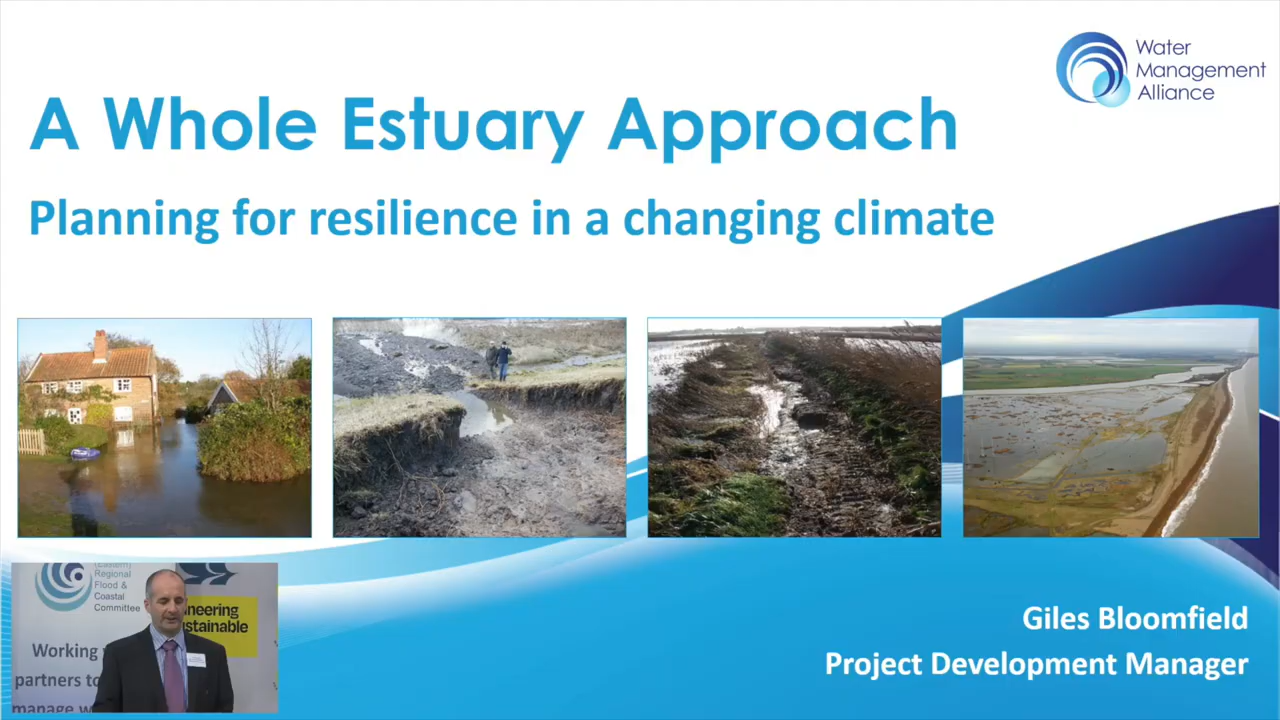 Water
Management
Alliance
A Whole Estuary Approach
Planning for resilience in a changing climate
Regional
Flood &
Coastal
Committee
Working
partners to
manage
Giles Bloomfield
Project Development Manager